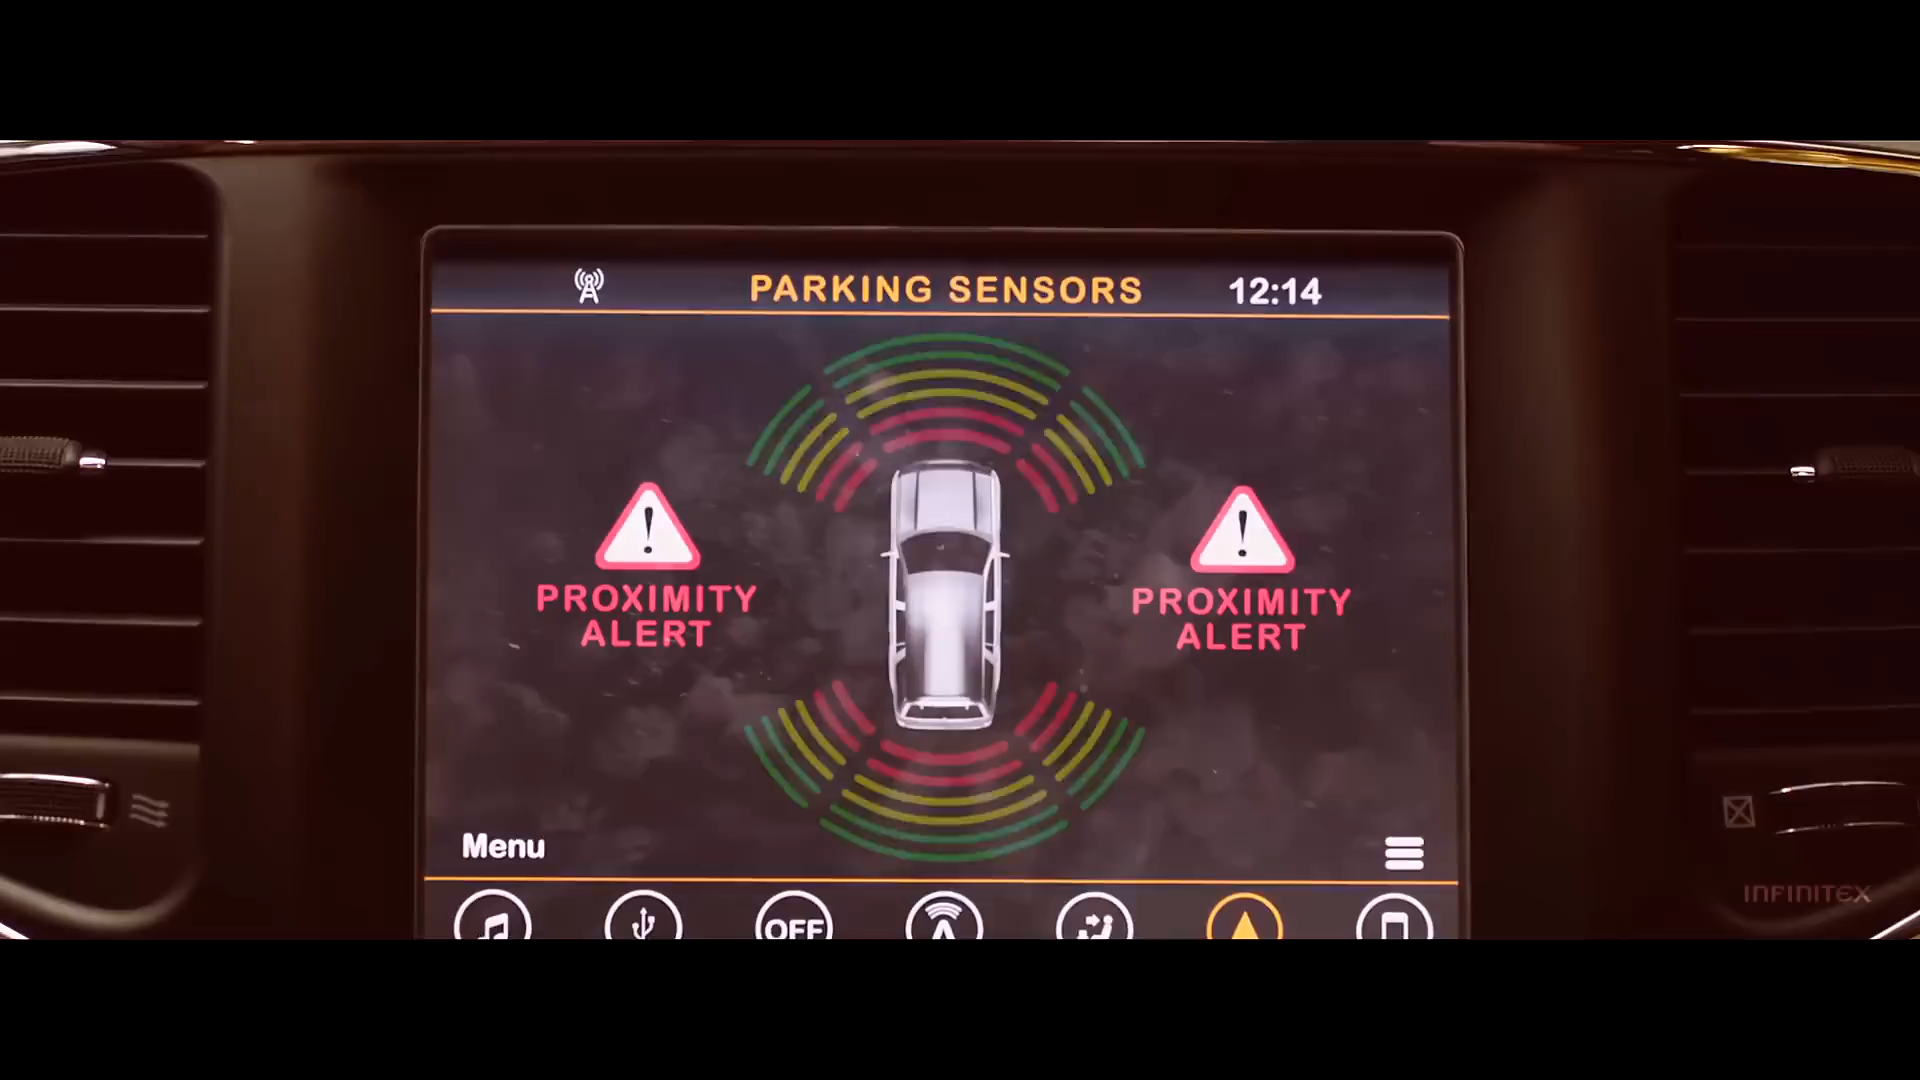 PARKING SENSORS
12:14
PROXIMITY
ALERT
PROXIMITY
ALERT
Menu
OFF
INFINITEX